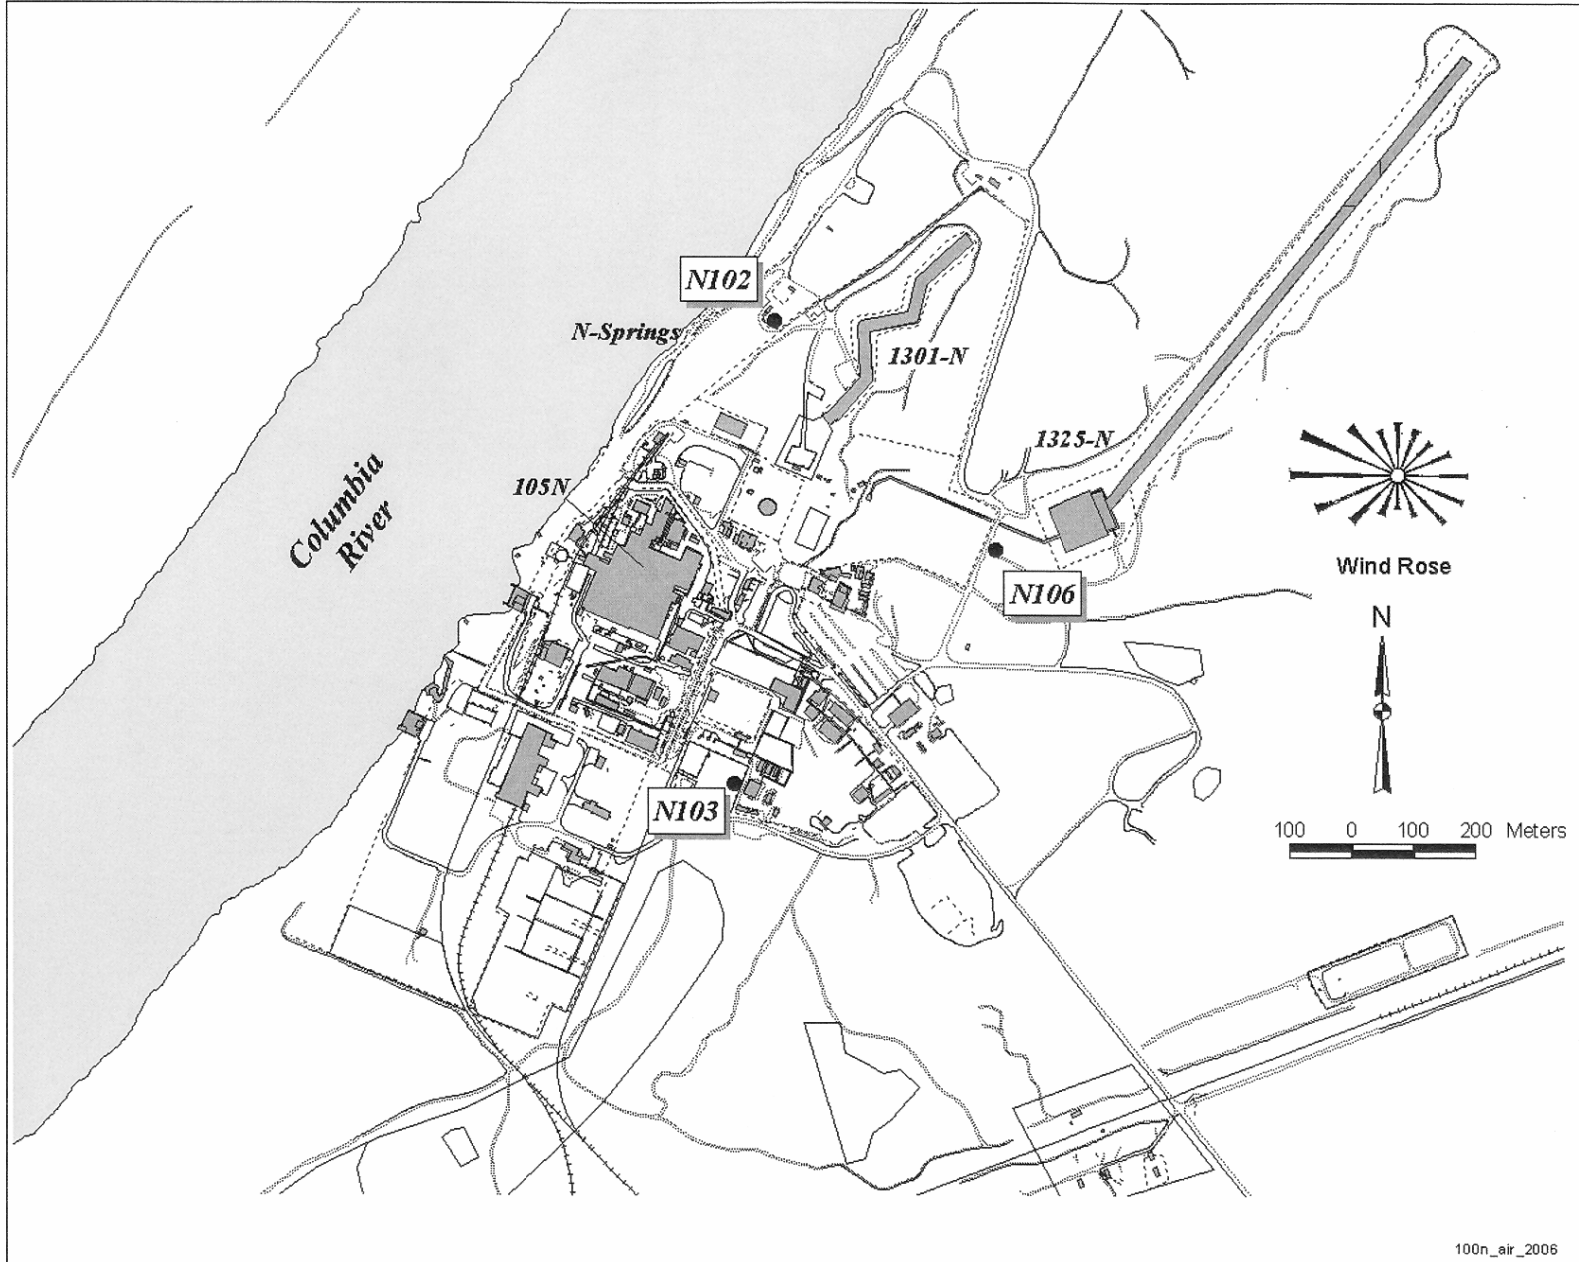 N102
N-Springs
1301-N
1325-N
105N
Columbia
River
Wind Rose
N106
N
N103
100 0 100 200 Meters
100n_air_2006